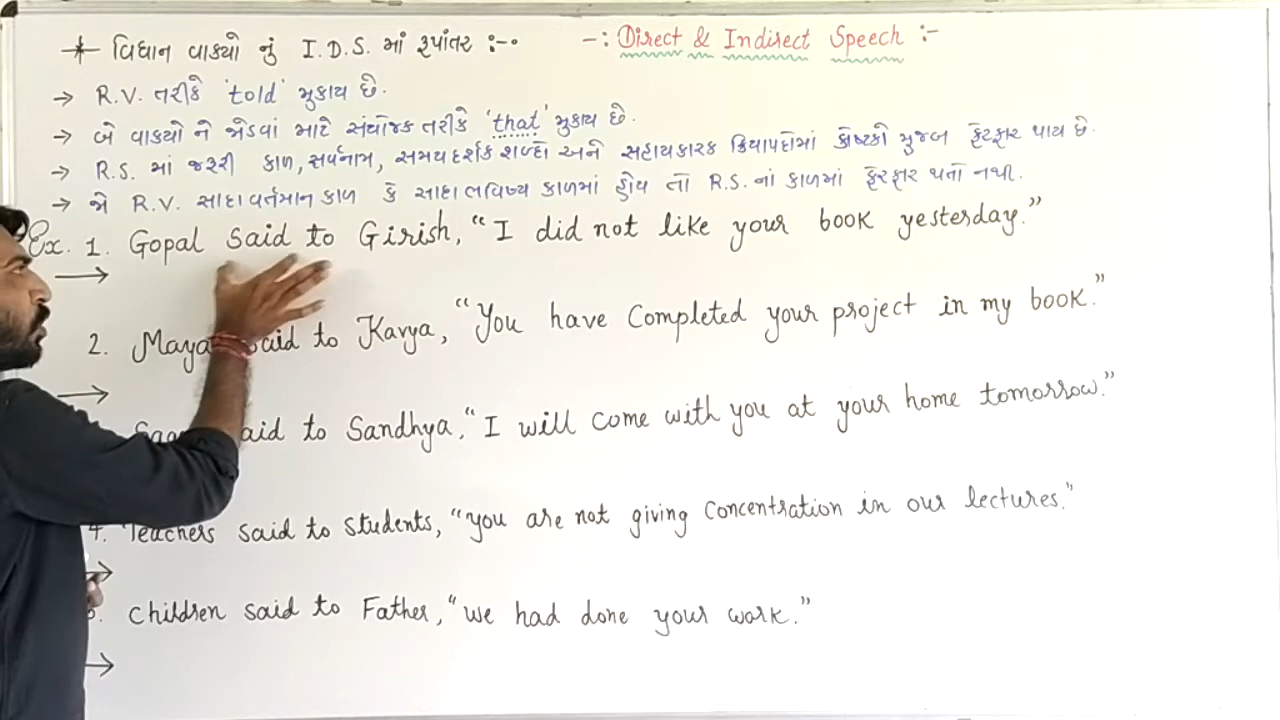 * વિધાન વાક્યો નું I.D.S. માં રૂપાંતર :-
-: Direct & Indirect Speech :-
→ R.V. તરીકે 'told' મુકાય છે.
→ બે વાક્યો ને જોડવાં માટે સંયોજક તરીકે 'that' મુકાય છે.
→ R.S. માં જરૂરી કાળ, સર્વનામ, સમયદર્શક શબ્દો અને સહાયકારક ક્રિયાપદોમાં કોષ્ટકો મુજબ ફેરફાર થાય છે.
→ જો R.V. સાદા વર્તમાન કાળ કે સાદા ભવિષ્ય કાળમાં હોય તો R.S. નાં કાળમાં ફેરફાર થતો નથી.
Ex. 1. Gopal said to Girish, "I did not like your book yesterday."
→
2. Maya said to Kavya, "You have completed your project in my book."
→
said to Sandhya, "I will come with you at your home tomorrow."
4. Teachers said to students, "you are not giving concentration in our lectures."
→
Children said to Father, "we had done your work."
→